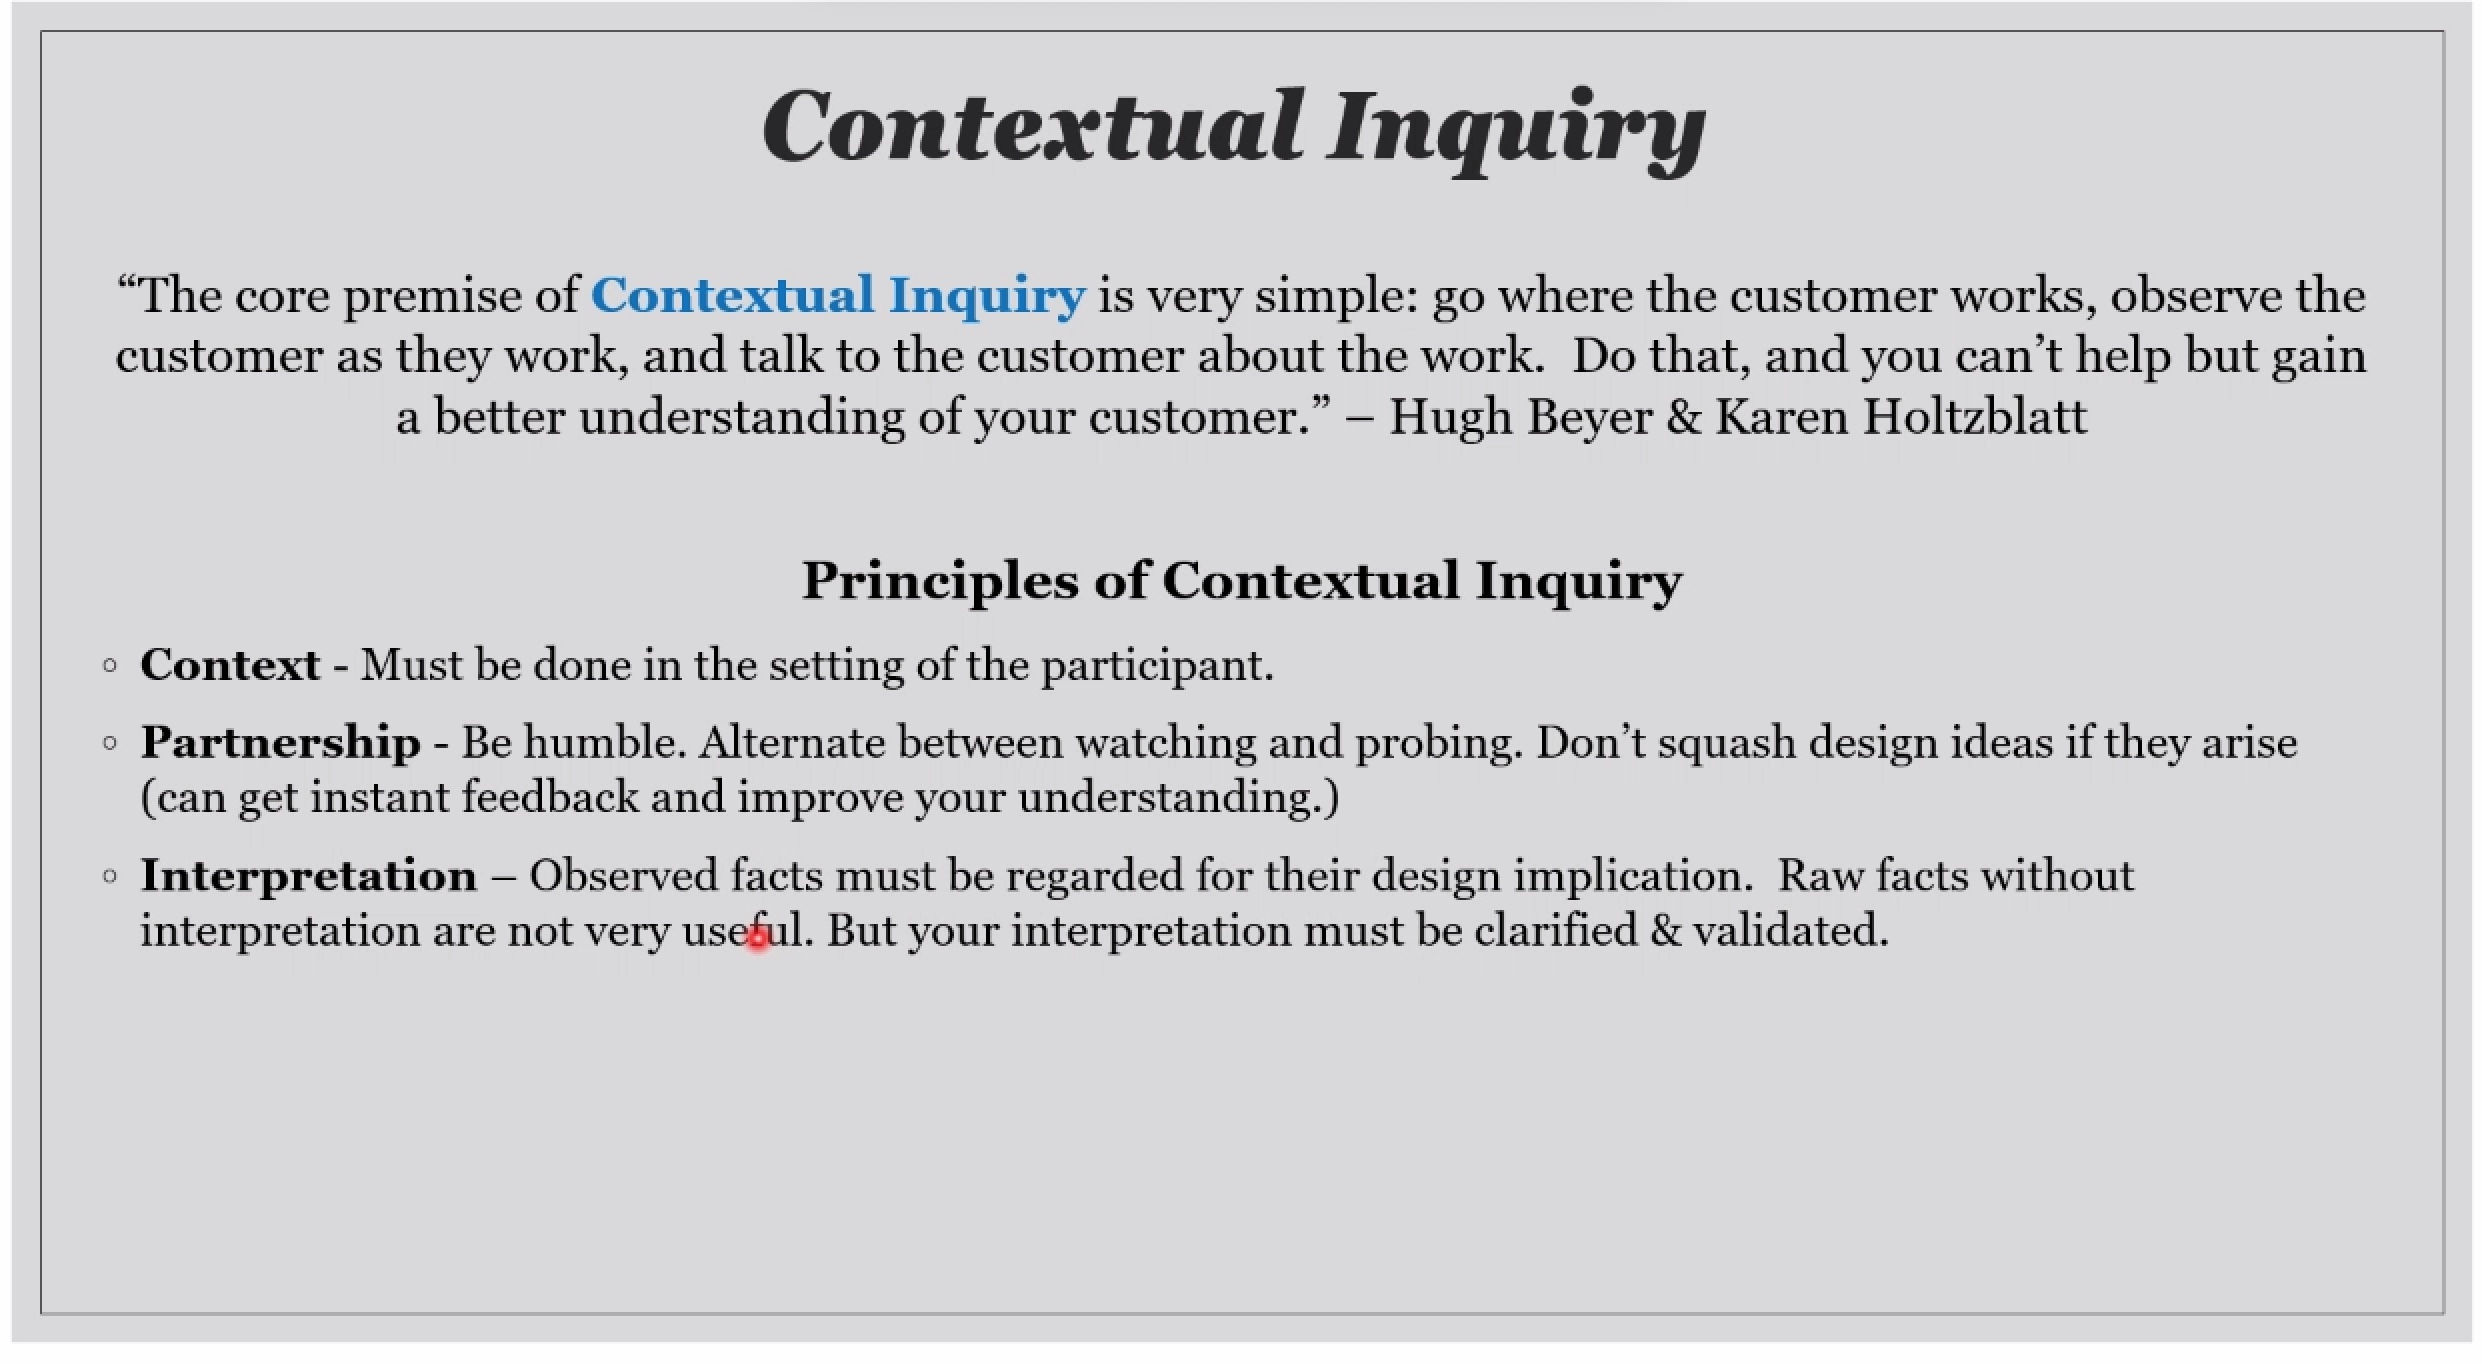 Contextual Inquiry
“The core premise of Contextual Inquiry is very simple: go where the customer works, observe the
customer as they work, and talk to the customer about the work.  Do that, and you can’t help but gain
a better understanding of your customer.” – Hugh Beyer & Karen Holtzblatt
Principles of Contextual Inquiry
◦ Context - Must be done in the setting of the participant.
◦ Partnership - Be humble. Alternate between watching and probing. Don’t squash design ideas if they arise
(can get instant feedback and improve your understanding.)
◦ Interpretation – Observed facts must be regarded for their design implication.  Raw facts without
interpretation are not very useful. But your interpretation must be clarified & validated.